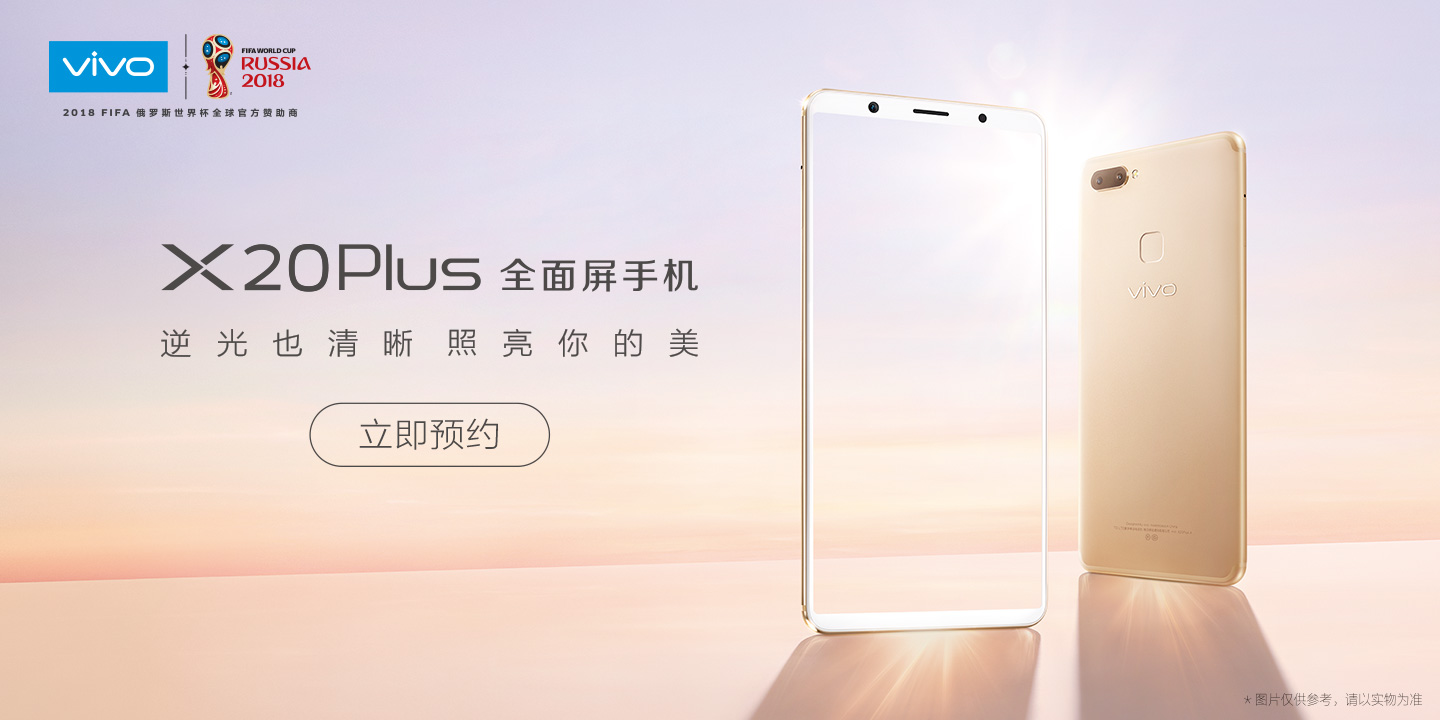 vivo
FIFA WORLD CUP
RUSSIA
2018
2018 FIFA 俄罗斯世界杯全球官方赞助商
X20Plus 全面屏手机
逆光也清晰 照亮你的美
立即预约
vivo
* 图片仅供参考，请以实物为准